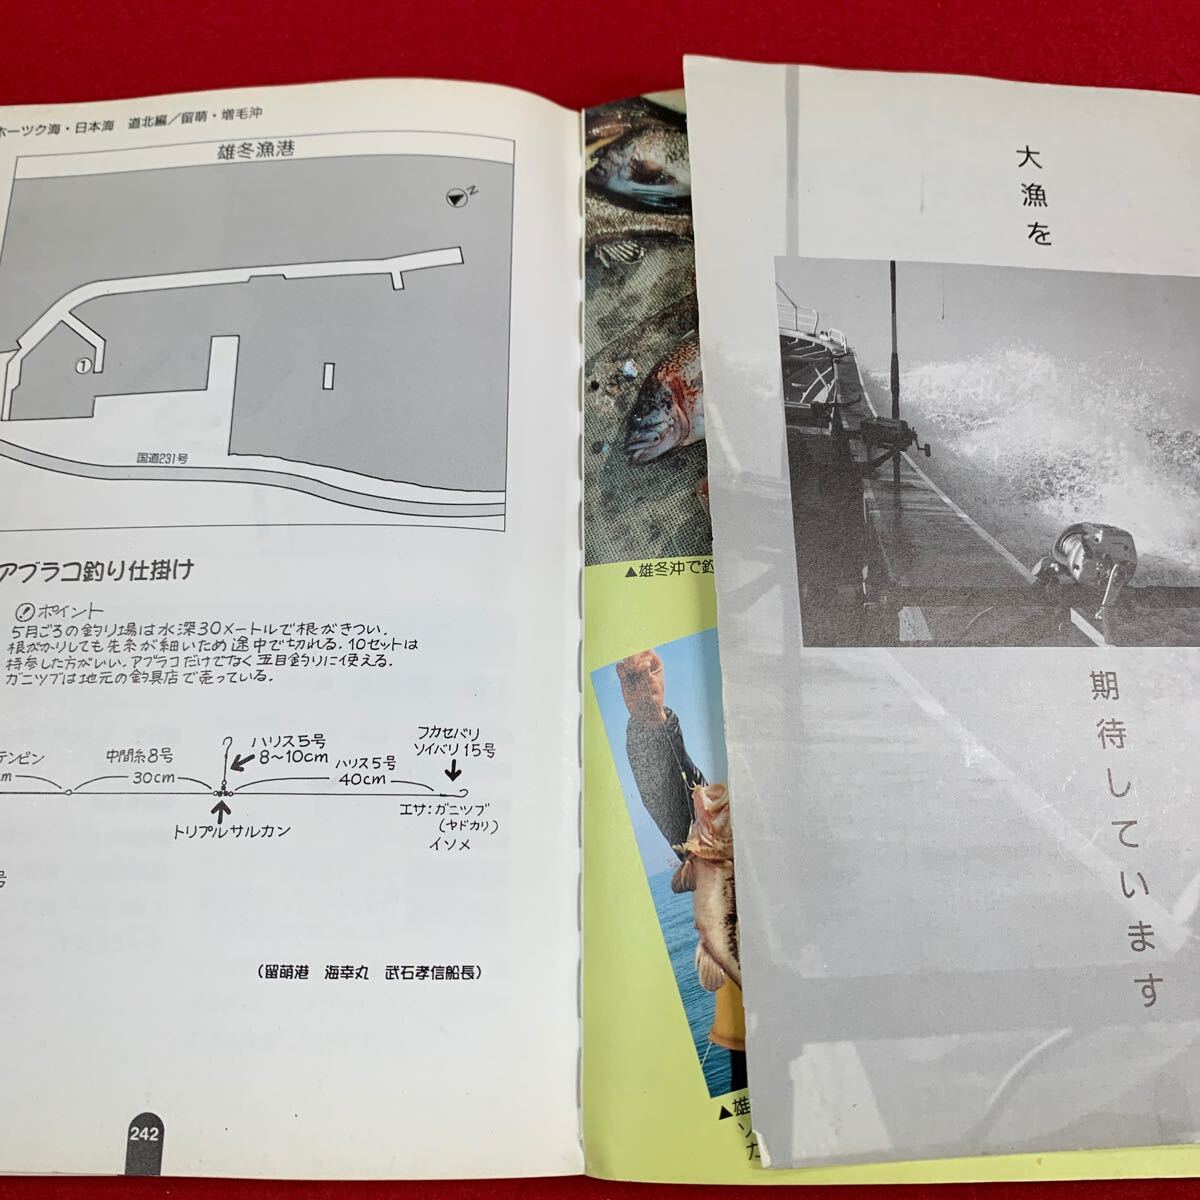 ホーツク海・日本海 道北編/留萌・増毛沖
雄冬漁港
N
①
国道231号
アブラコ釣り仕掛け
ポイント
5月ごろの釣り場は水深30メートルで根がきつい.
根がかりしても先糸が細いため途中で切れる. 10セットは
持参した方がいい. アブラコだけでなく五目釣りに使える.
ガニツブは地元の釣具店で売っている.
テンビン
m
中間糸8号
30cm
ハリス5号
8~10cm
ハリス5号
40cm
フカセバリ
ソイバリ15号
トリプルサルカン
エサ:ガニツブ
(ヤドカリ)
イソメ
号
(留萌港 海幸丸 武石孝信船長)
242
▲雄冬沖で釣
▲雄
ソ
た
大漁を
期待しています